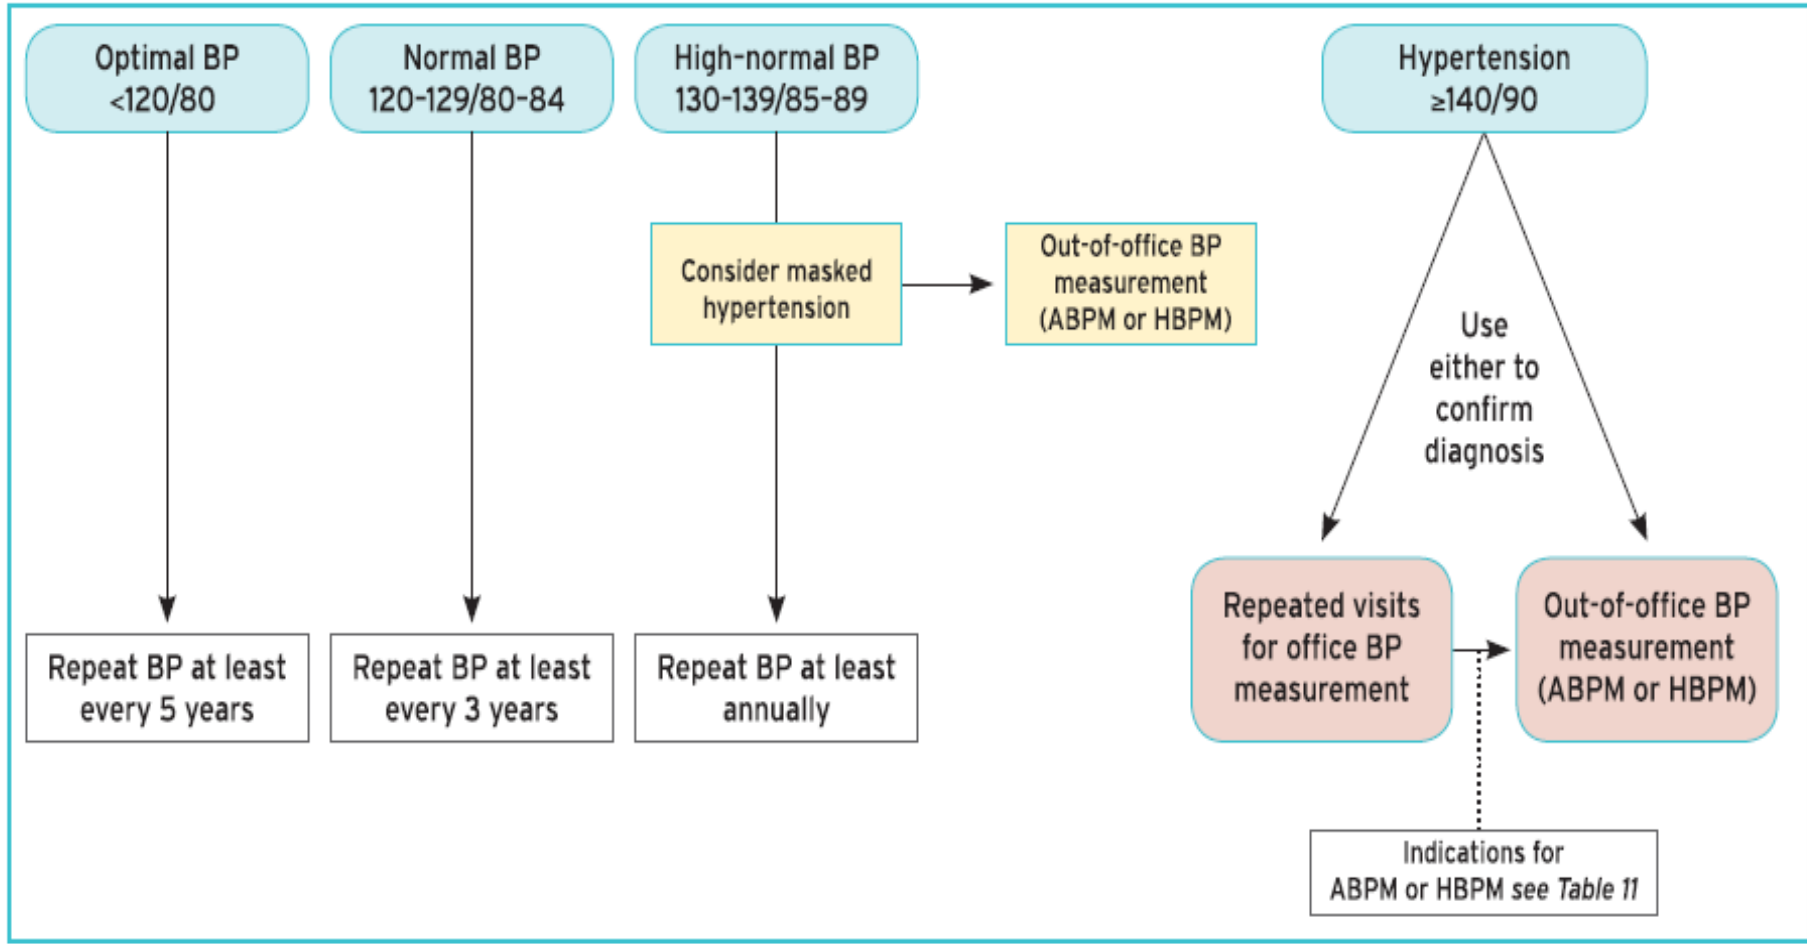 Optimal BP
<120/80
Normal BP
120-129/80-84
High-normal BP
130-139/85-89
Hypertension
≥140/90
Consider masked
hypertension
Out-of-office BP
measurement
(ABPM or HBPM)
Use
either to
confirm
diagnosis
Repeat BP at least
every 5 years
Repeat BP at least
every 3 years
Repeat BP at least
annually
Repeated visits
for office BP
measurement
Out-of-office BP
measurement
(ABPM or HBPM)
Indications for
ABPM or HBPM see Table 11